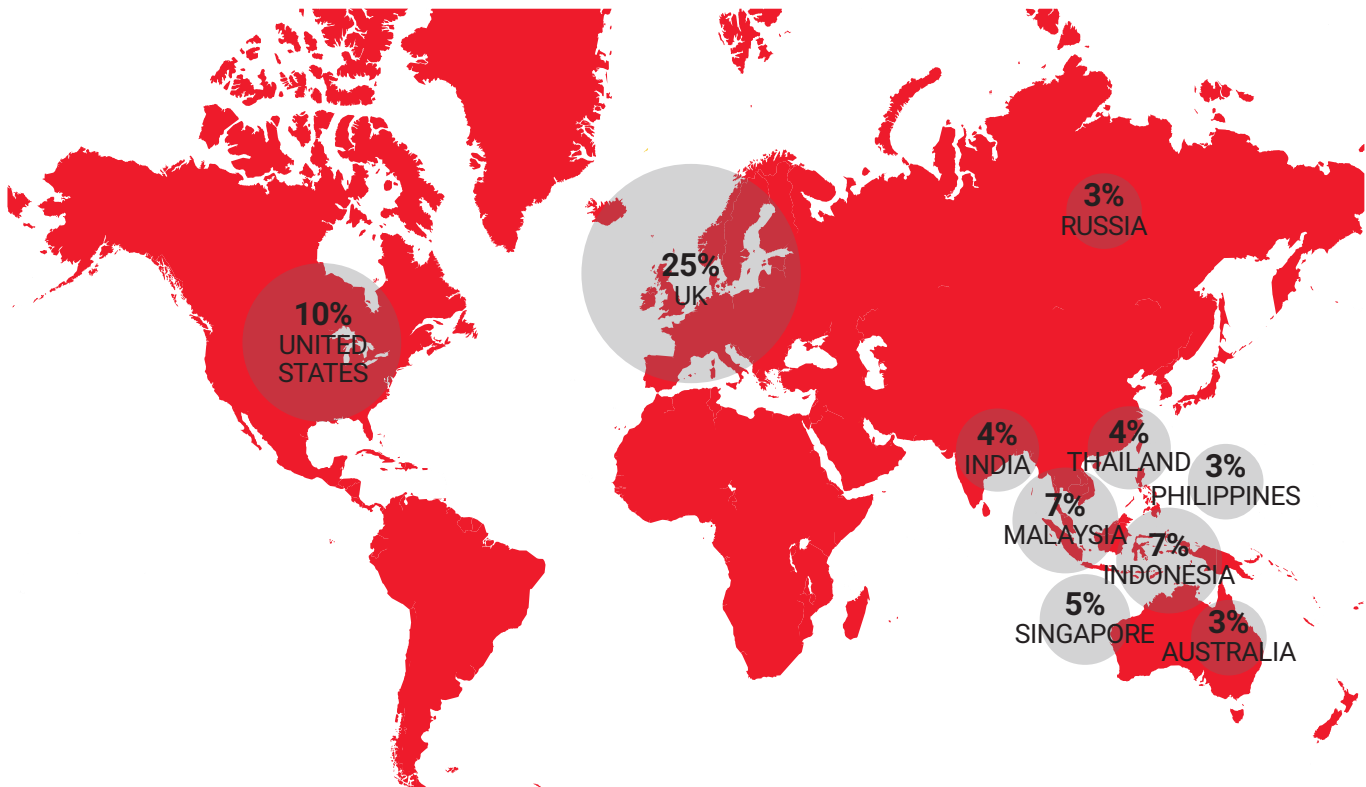 3%
RUSSIA
25%
UK
10%
UNITED
STATES
4%
INDIA
4%
THAILAND
3%
PHILIPPINES
7%
MALAYSIA
7%
INDONESIA
5%
SINGAPORE
3%
AUSTRALIA